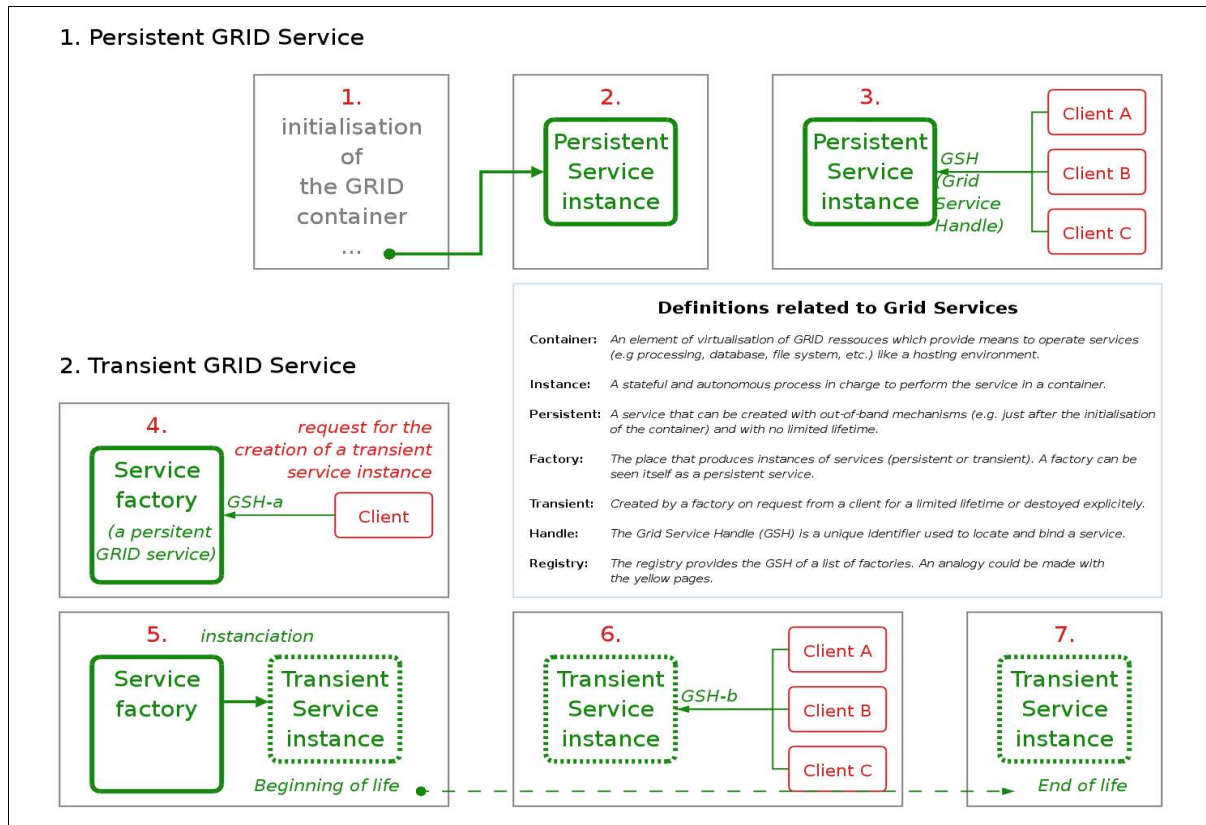 1. Persistent GRID Service
1.
initialisation
of
the GRID
container
...
2.
Persistent
Service
instance
3.
Persistent
Service
instance
GSH
(Grid
Service
Handle)
Client A
Client B
Client C
Definitions related to Grid Services
Container: An element of virtualisation of GRID ressouces which provide means to operate services
(e.g processing, database, file system, etc.) like a hosting environment.
Instance: A stateful and autonomous process in charge to perform the service in a container.
Persistent: A service that can be created with out-of-band mechanisms (e.g. just after the initialisation
of the container) and with no limited lifetime.
Factory: The place that produces instances of services (persistent or transient). A factory can be
seen itself as a persistent service.
Transient: Created by a factory on request from a client for a limited lifetime or destoyed explicitely.
Handle: The Grid Service Handle (GSH) is a unique identifier used to locate and bind a service.
Registry: The registry provides the GSH of a list of factories. An analogy could be made with
the yellow pages.
2. Transient GRID Service
4.
Service
factory
(a persitent
GRID service)
request for the
creation of a transient
service instance
GSH-a
Client
5.
instanciation
Service
factory
Transient
Service
instance
Beginning of life
6.
Transient
Service
instance
GSH-b
Client A
Client B
Client C
7.
Transient
Service
instance
End of life